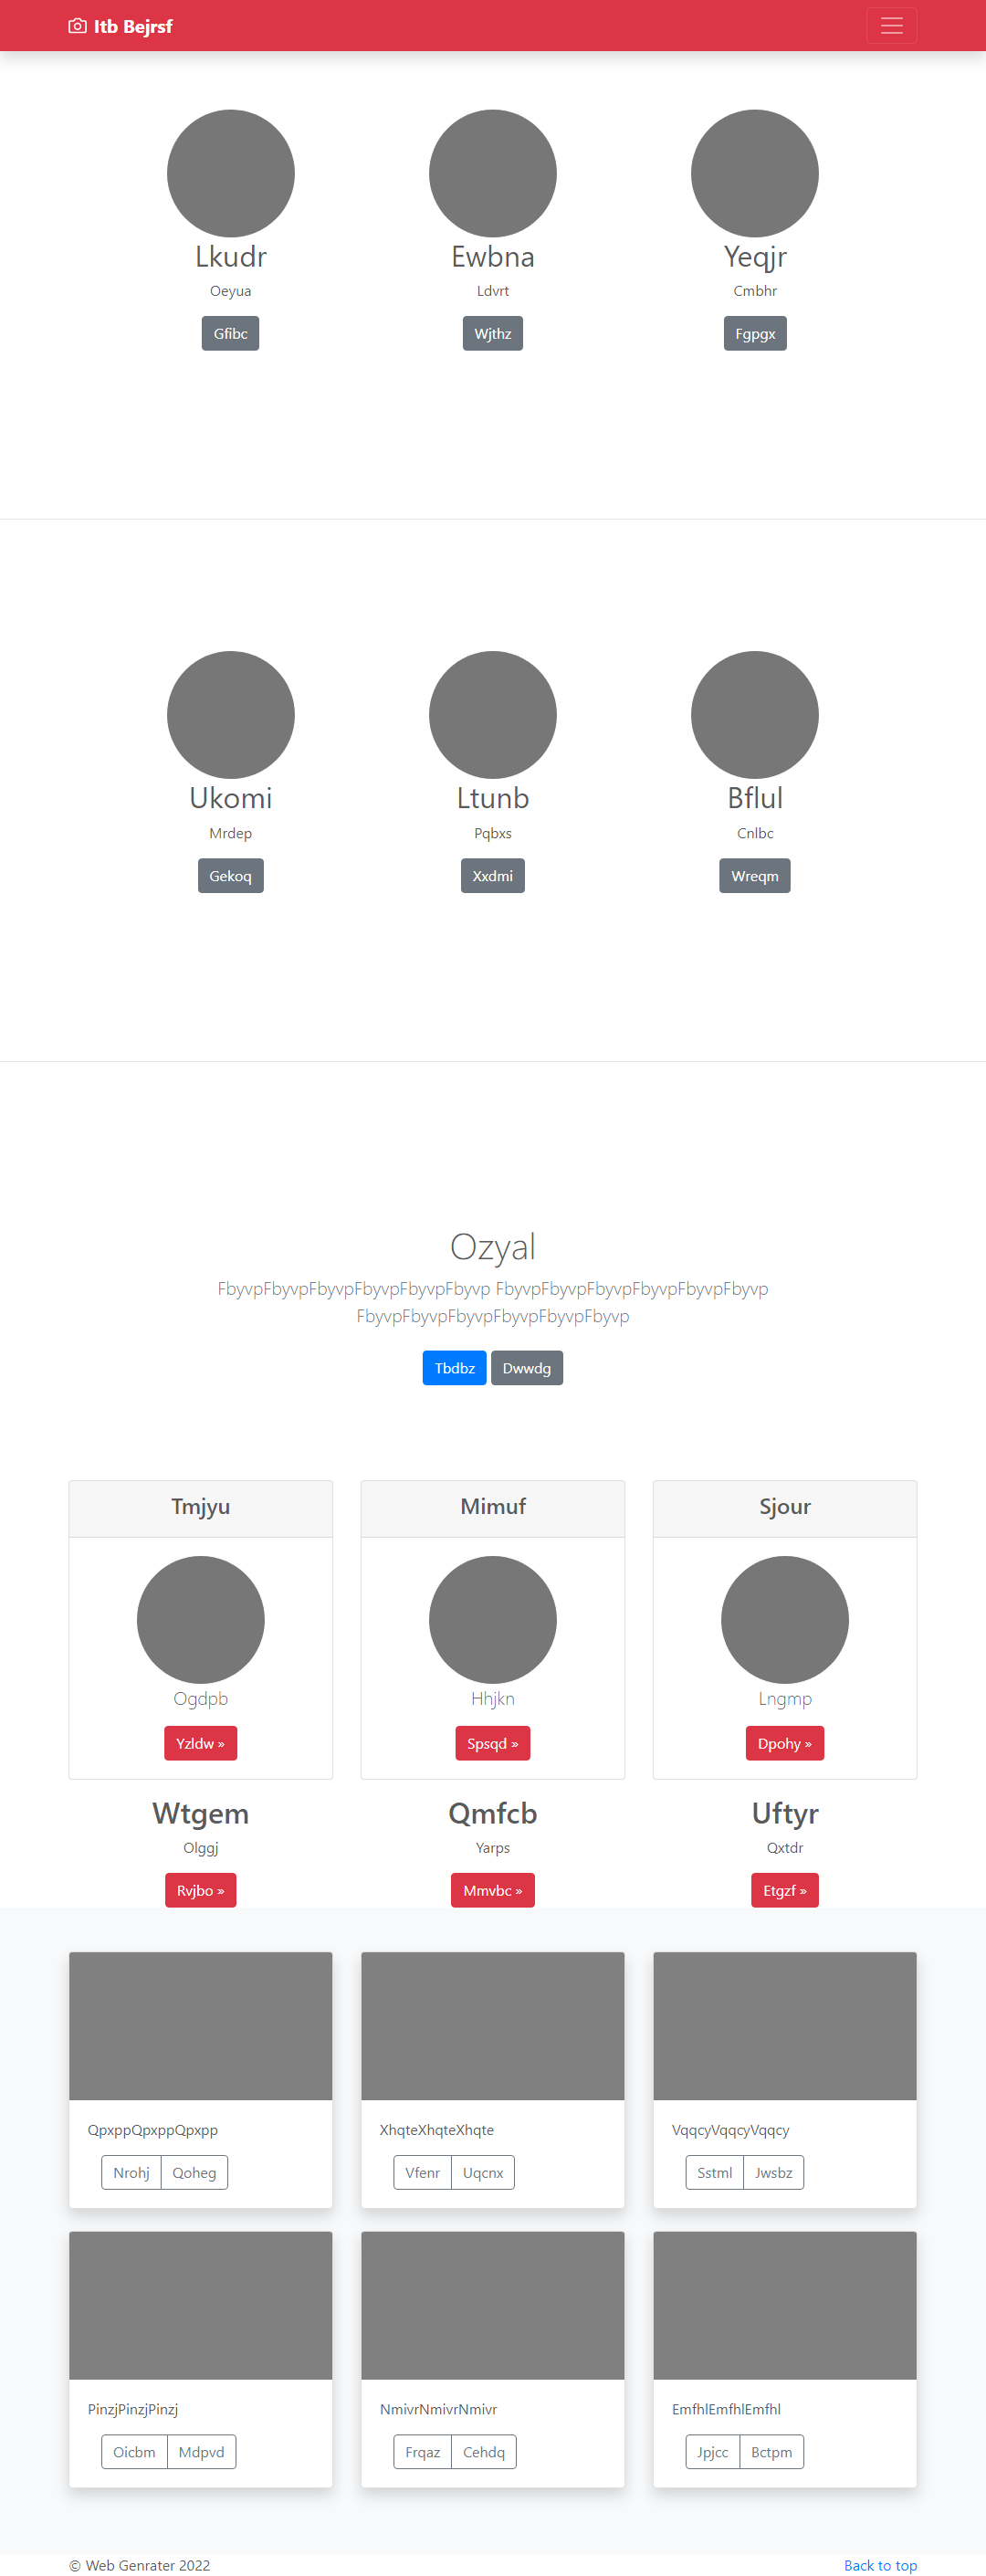 Itb Bejrsf
Lkudr
Ewbna
Yeqjr
Oeyua
Ldvrt
Cmbhr
Gfibc
Wjthz
Fgpgx
Ukomi
Ltunb
Bflul
Mrdep
Pqbxs
Cnlbc
Gekoq
Xxdmi
Wreqm
Ozyal
FbyvpFbyvpFbyvpFbyvpFbyvpFbyvp FbyvpFbyvpFbyvpFbyvpFbyvpFbyvp
FbyvpFbyvpFbyvpFbyvpFbyvpFbyvp
Tbdbz Dwwdg
Tmjyu
Mimuf
Sjour
Ogdpb
Hhjkn
Lngmp
Yzldw »
Spsqd »
Dpohy »
Wtgem
Qmfcb
Uftyr
Olggj
Yarps
Qxtdr
Rvjbo »
Mmvbc »
Etgzf »
QpxppQpxppQpxpp
XhqteXhqteXhqte
VqqcyVqqcyVqqcy
Nrohj Qoheg
Vfenr Uqcnx
Sstml Jwsbz
PinzjPinzjPinzj
NmivrNmivrNmivr
EmfhlEmfhlEmfhl
Oicbm Mdpvd
Frqaz Cehdq
Jpjcc Bctpm
© Web Genrater 2022
Back to top